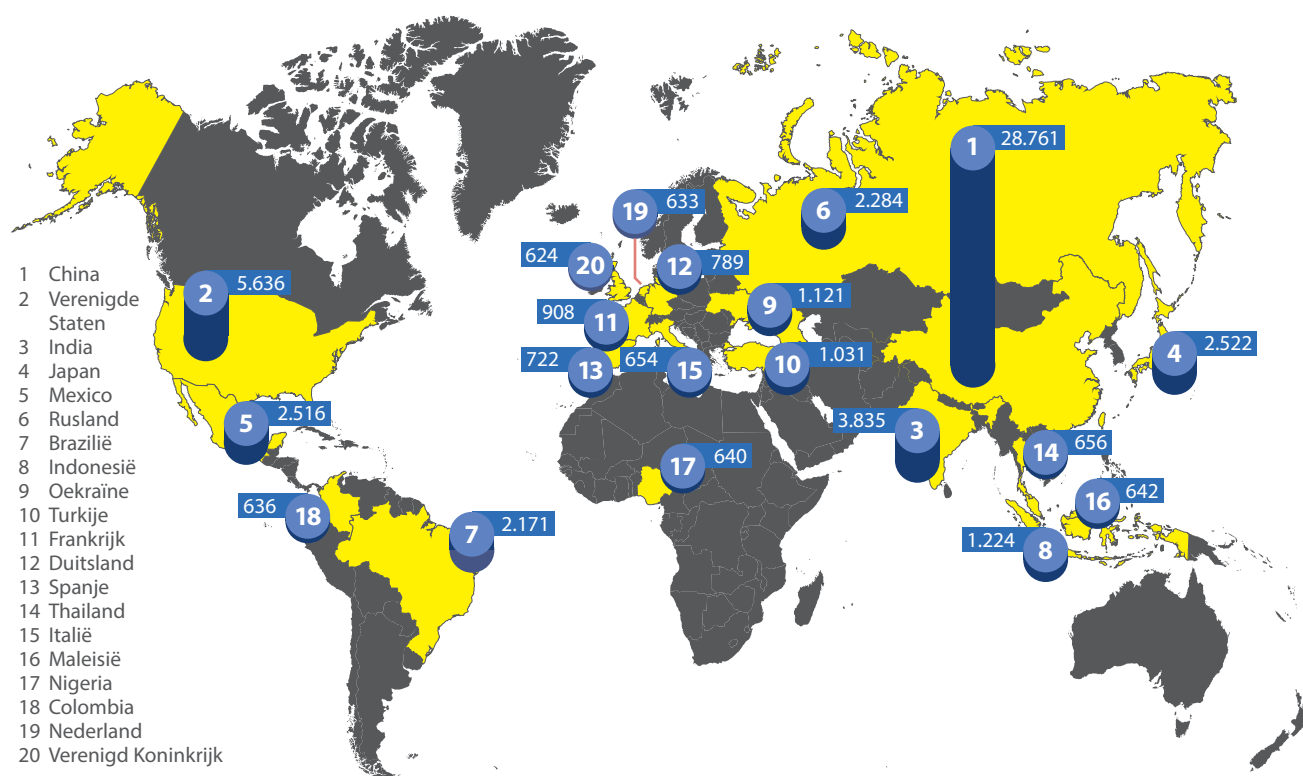 1 China
2 Verenigde
Staten
3 India
4 Japan
5 Mexico
6 Rusland
7 Brazilië
8 Indonesië
9 Oekraïne
10 Turkije
11 Frankrijk
12 Duitsland
13 Spanje
14 Thailand
15 Italië
16 Maleisië
17 Nigeria
18 Colombia
19 Nederland
20 Verenigd Koninkrijk
1 28.761
2 5.636
3.835 3
4 2.522
5 2.516
6 2.284
7 2.171
1.224 8
9 1.121
10 1.031
908 11
12 789
722 13
14 656
654 15
16 642
17 640
636 18
19 633
624 20